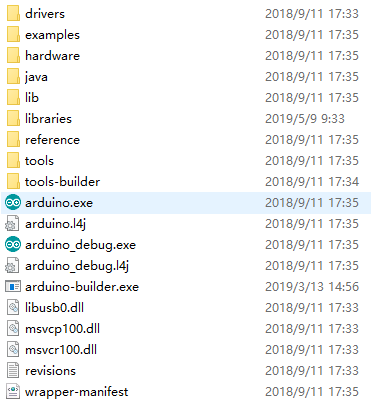 drivers 2018/9/11 17:33
examples 2018/9/11 17:35
hardware 2018/9/11 17:35
java 2018/9/11 17:35
lib 2018/9/11 17:35
libraries 2019/5/9 9:33
reference 2018/9/11 17:35
tools 2018/9/11 17:35
tools-builder 2018/9/11 17:34
arduino.exe 2018/9/11 17:35
arduino.l4j 2018/9/11 17:35
arduino_debug.exe 2018/9/11 17:35
arduino_debug.l4j 2018/9/11 17:35
arduino-builder.exe 2019/3/13 14:56
libusb0.dll 2018/9/11 17:33
msvcp100.dll 2018/9/11 17:33
msvcr100.dll 2018/9/11 17:33
revisions 2018/9/11 17:33
wrapper-manifest 2018/9/11 17:35